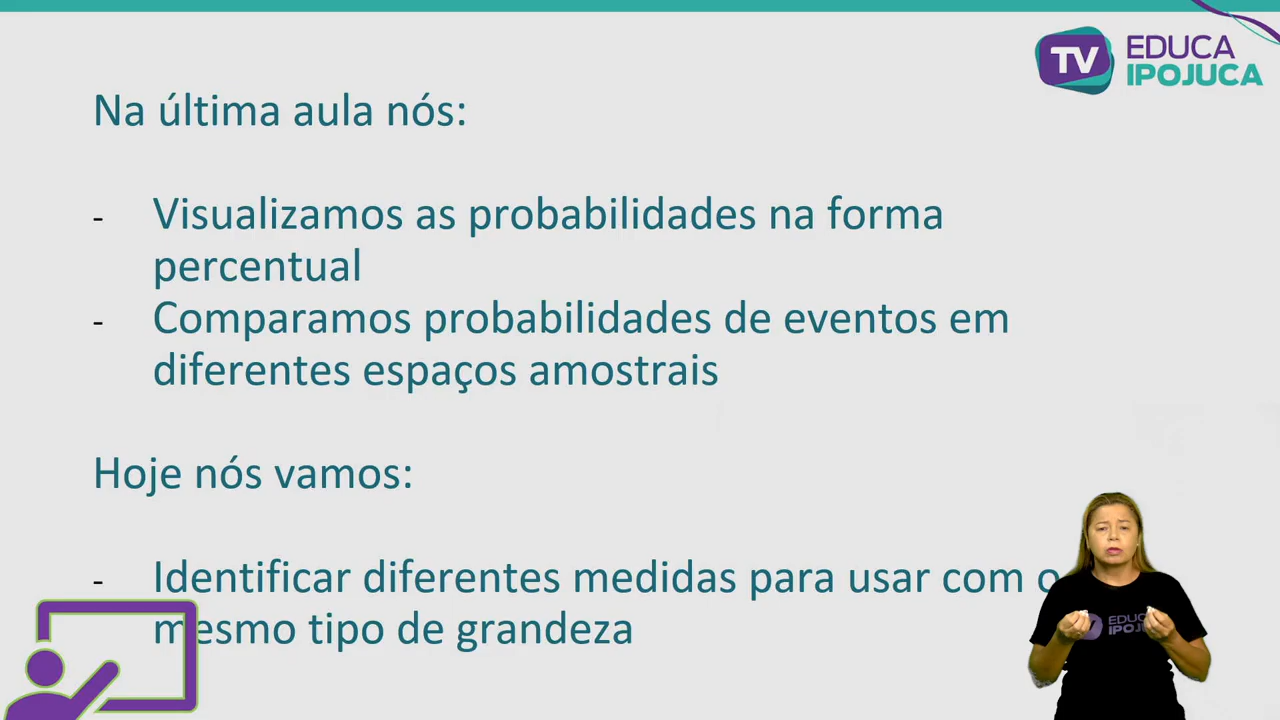 TV EDUCA
IPOJUCA
Na última aula nós:
- Visualizamos as probabilidades na forma
percentual
- Comparamos probabilidades de eventos em
diferentes espaços amostrais
Hoje nós vamos:
- Identificar diferentes medidas para usar com o
mesmo tipo de grandeza